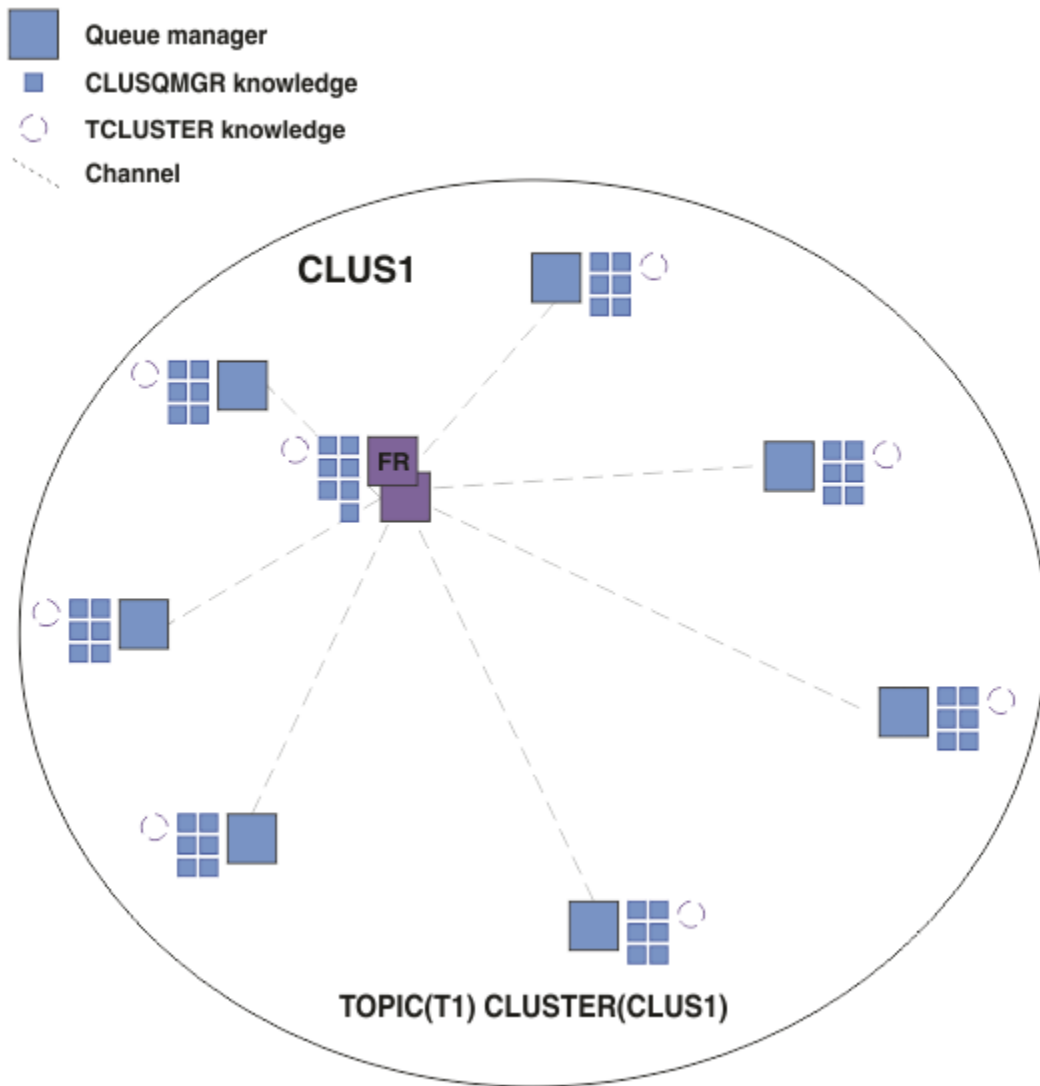 Queue manager
CLUSQMGR knowledge
TCLUSTER knowledge
Channel
CLUS1
FR
TOPIC(T1) CLUSTER(CLUS1)